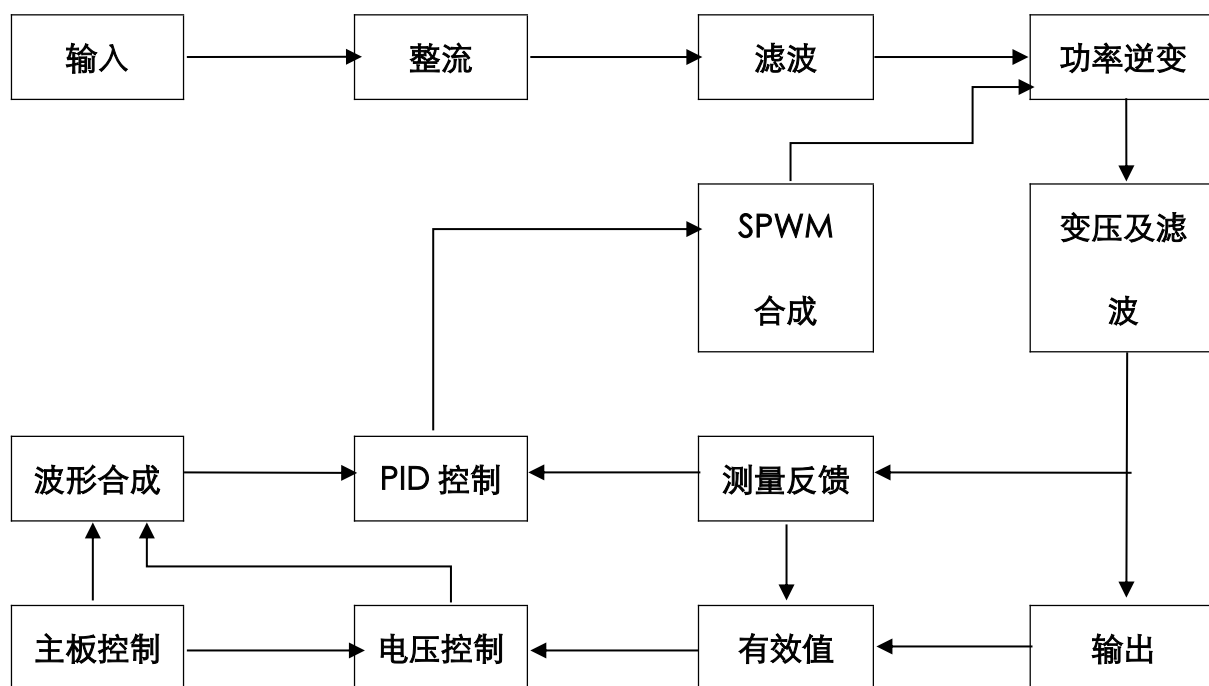 输入
整流
滤波
功率逆变
SPWM
合成
变压及滤
波
波形合成
PID 控制
测量反馈
主板控制
电压控制
有效值
输出